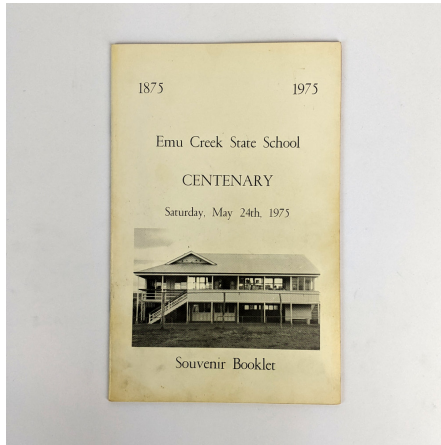 1875 1975
Emu Creek State School
CENTENARY
Saturday, May 24th, 1975
Souvenir Booklet